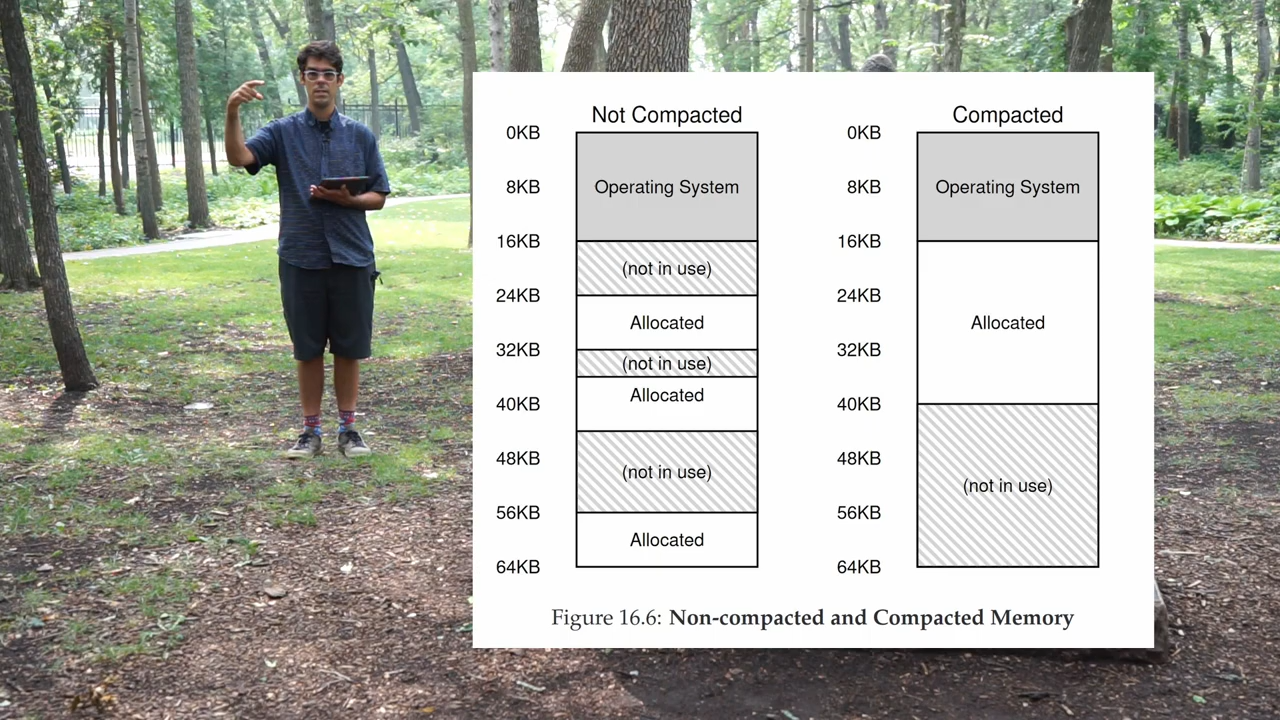 Not Compacted
0KB
Operating System
8KB
16KB
(not in use)
24KB
Allocated
32KB
(not in use)
Allocated
40KB
48KB
(not in use)
56KB
Allocated
64KB
Compacted
0KB
8KB
Operating System
16KB
24KB
Allocated
32KB
40KB
48KB
(not in use)
56KB
64KB
Figure 16.6: Non-compacted and Compacted Memory